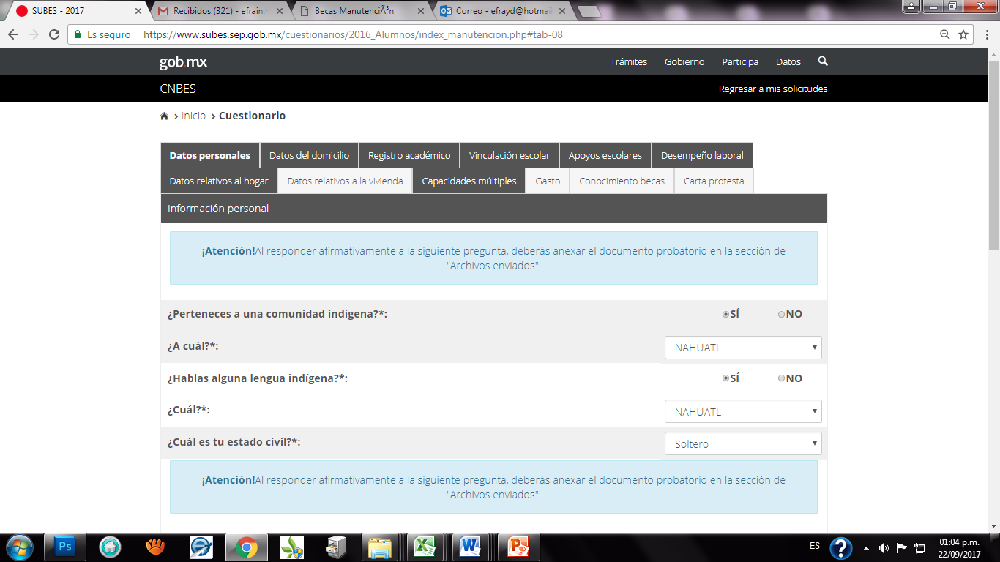 SUBES - 2017
Recibidos (321) - efrain.h
Becas ManutenciÃ³n
Correo - efrayd@hotmai
Es seguro
https://www.subes.sep.gob.mx/cuestionarios/2016_Alumnos/index_manutencion.php#tab-08
gob.mx
Trámites
Gobierno
Participa
Datos
CNBES
Regresar a mis solicitudes
Inicio > Cuestionario
Datos personales
Datos del domicilio
Registro académico
Vinculación escolar
Apoyos escolares
Desempeño laboral
Datos relativos al hogar
Datos relativos a la vivienda
Capacidades múltiples
Gasto
Conocimiento becas
Carta protesta
Información personal
¡Atención!Al responder afirmativamente a la siguiente pregunta, deberás anexar el documento probatorio en la sección de
"Archivos enviados".
¿Perteneces a una comunidad indígena?*:
SÍ
NO
¿A cuál?*:
NAHUATL
¿Hablas alguna lengua indígena?*:
SÍ
NO
¿Cuál?*:
NAHUATL
¿Cuál es tu estado civil?*:
Soltero
¡Atención!Al responder afirmativamente a la siguiente pregunta, deberás anexar el documento probatorio en la sección de
"Archivos enviados".
Ps
ES
01:04 p.m.
22/09/2017